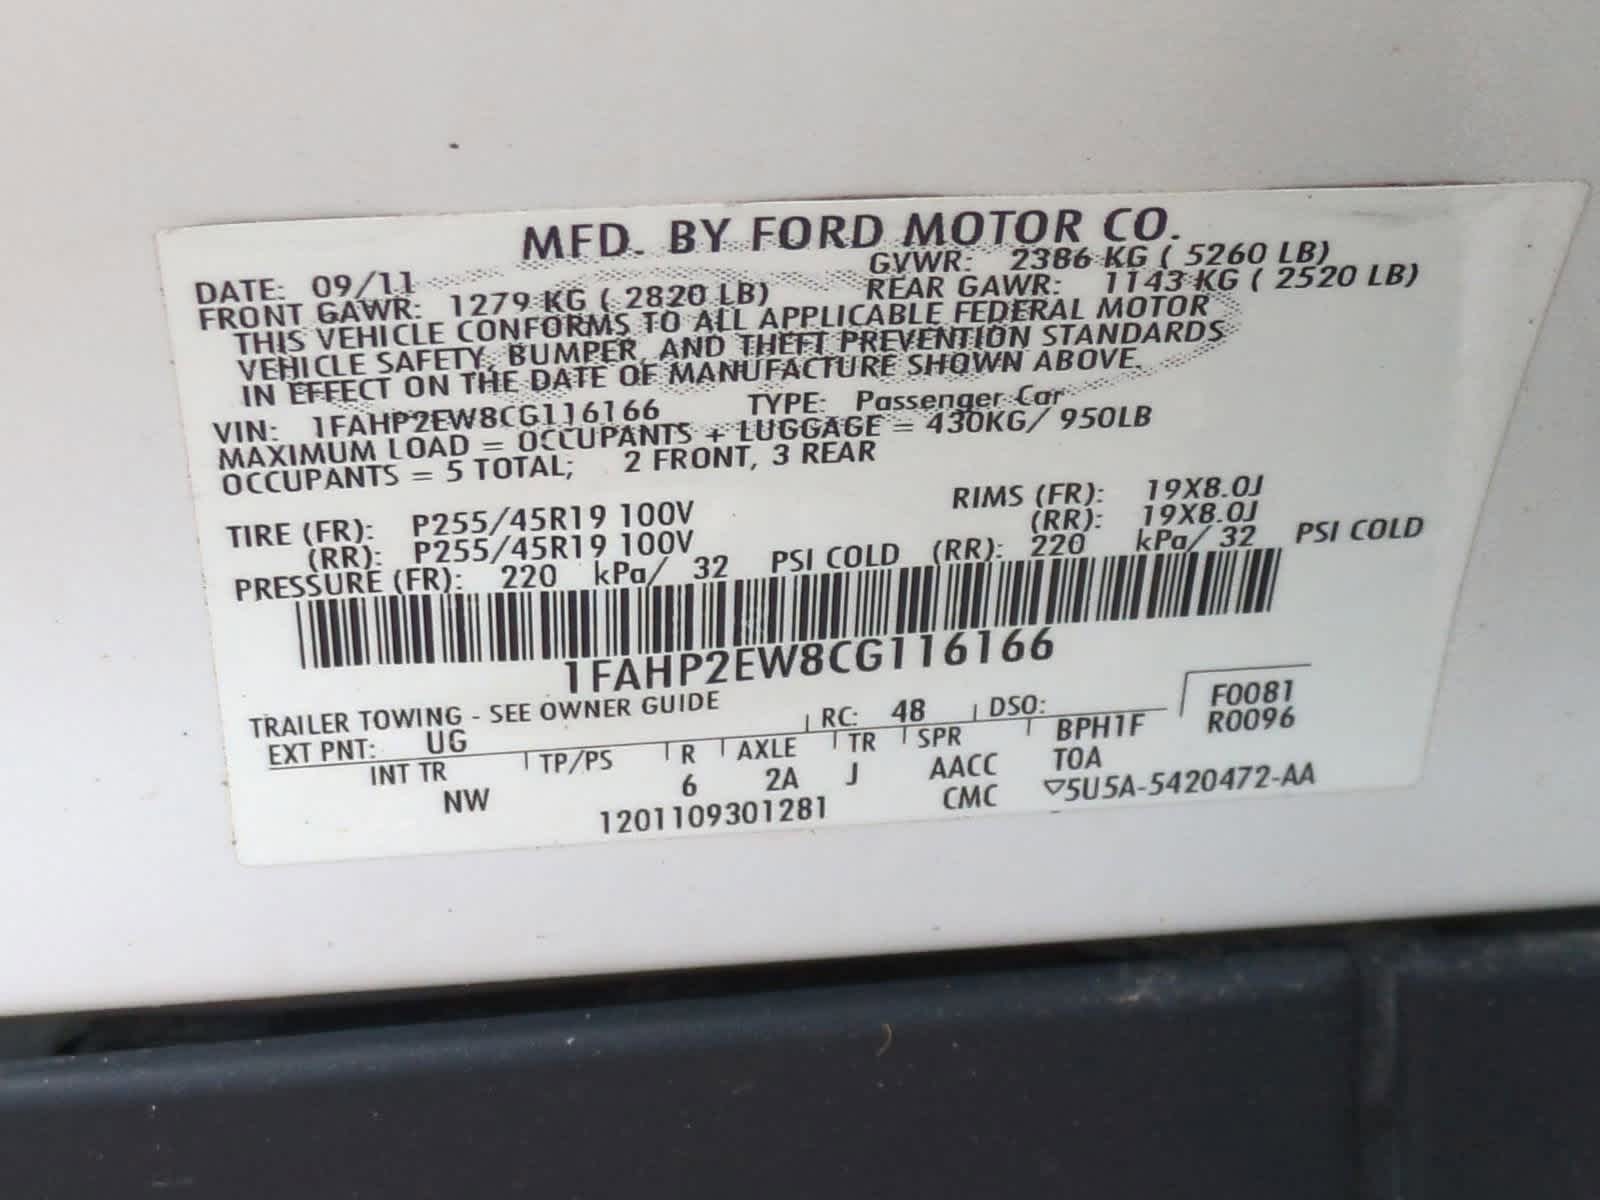 MFD. BY FORD MOTOR CO.
DATE: 09/11 GVWR: 2386 KG ( 5260 LB)
FRONT GAWR: 1279 KG ( 2820 LB) REAR GAWR: 1143 KG ( 2520 LB)
THIS VEHICLE CONFORMS TO ALL APPLICABLE FEDERAL MOTOR
VEHICLE SAFETY, BUMPER, AND THEFT PREVENTION STANDARDS
IN EFFECT ON THE DATE OF MANUFACTURE SHOWN ABOVE.
VIN: 1FAHP2EW8CG116166 TYPE: Passenger Car
MAXIMUM LOAD = OCCUPANTS + LUGGAGE = 430KG/ 950LB
OCCUPANTS = 5 TOTAL; 2 FRONT, 3 REAR
TIRE (FR): P255/45R19 100V RIMS (FR): 19X8.0J
(RR): P255/45R19 100V (RR): 19X8.0J
PRESSURE (FR): 220 kPa/ 32 PSI COLD (RR): 220 kPa/ 32 PSI COLD
1FAHP2EW8CG116166
TRAILER TOWING - SEE OWNER GUIDE
EXT PNT: UG RC: 48 DSO: F0081
INT TR TP/PS R AXLE TR SPR BPH1F R0096
NW 6 2A J AACC TOA
1201109301281 CMC ▽5U5A-5420472-AA